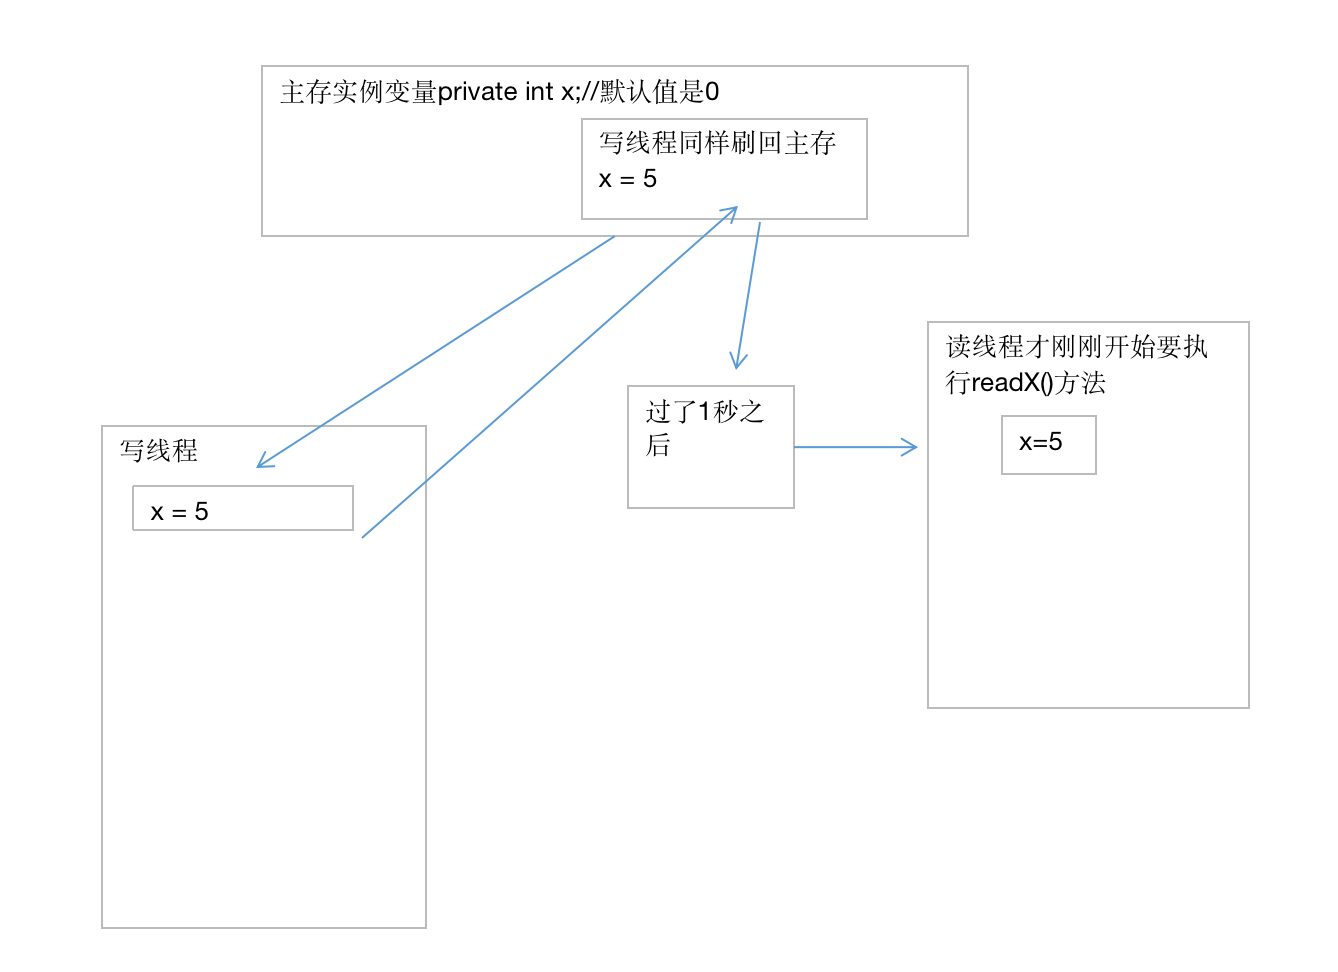 主存实例变量private int x;//默认值是0
写线程同样刷回主存
x = 5
读线程才刚刚开始要执
行readX()方法
x=5
过了1秒之
后
写线程
x = 5